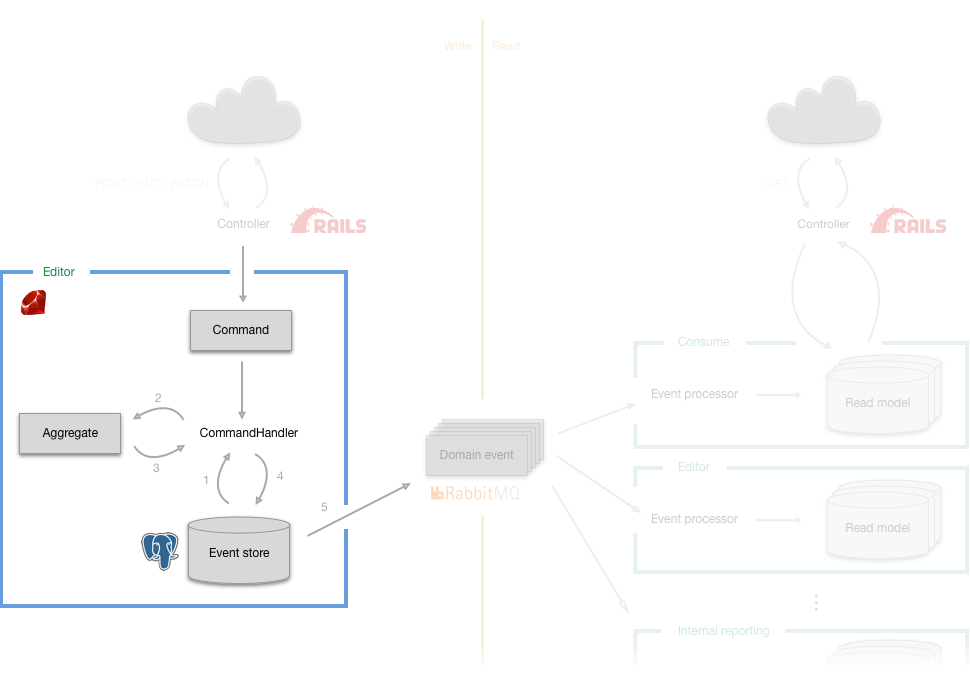 Write
Read
POST / PUT / PATCH
GET
Controller
RAILS
Controller
RAILS
Editor
Command
Consume
Event processor
Read model
2
Aggregate
CommandHandler
3
1
4
Domain event
RabbitMQ
Editor
5
Event processor
Read model
Event store
Internal reporting